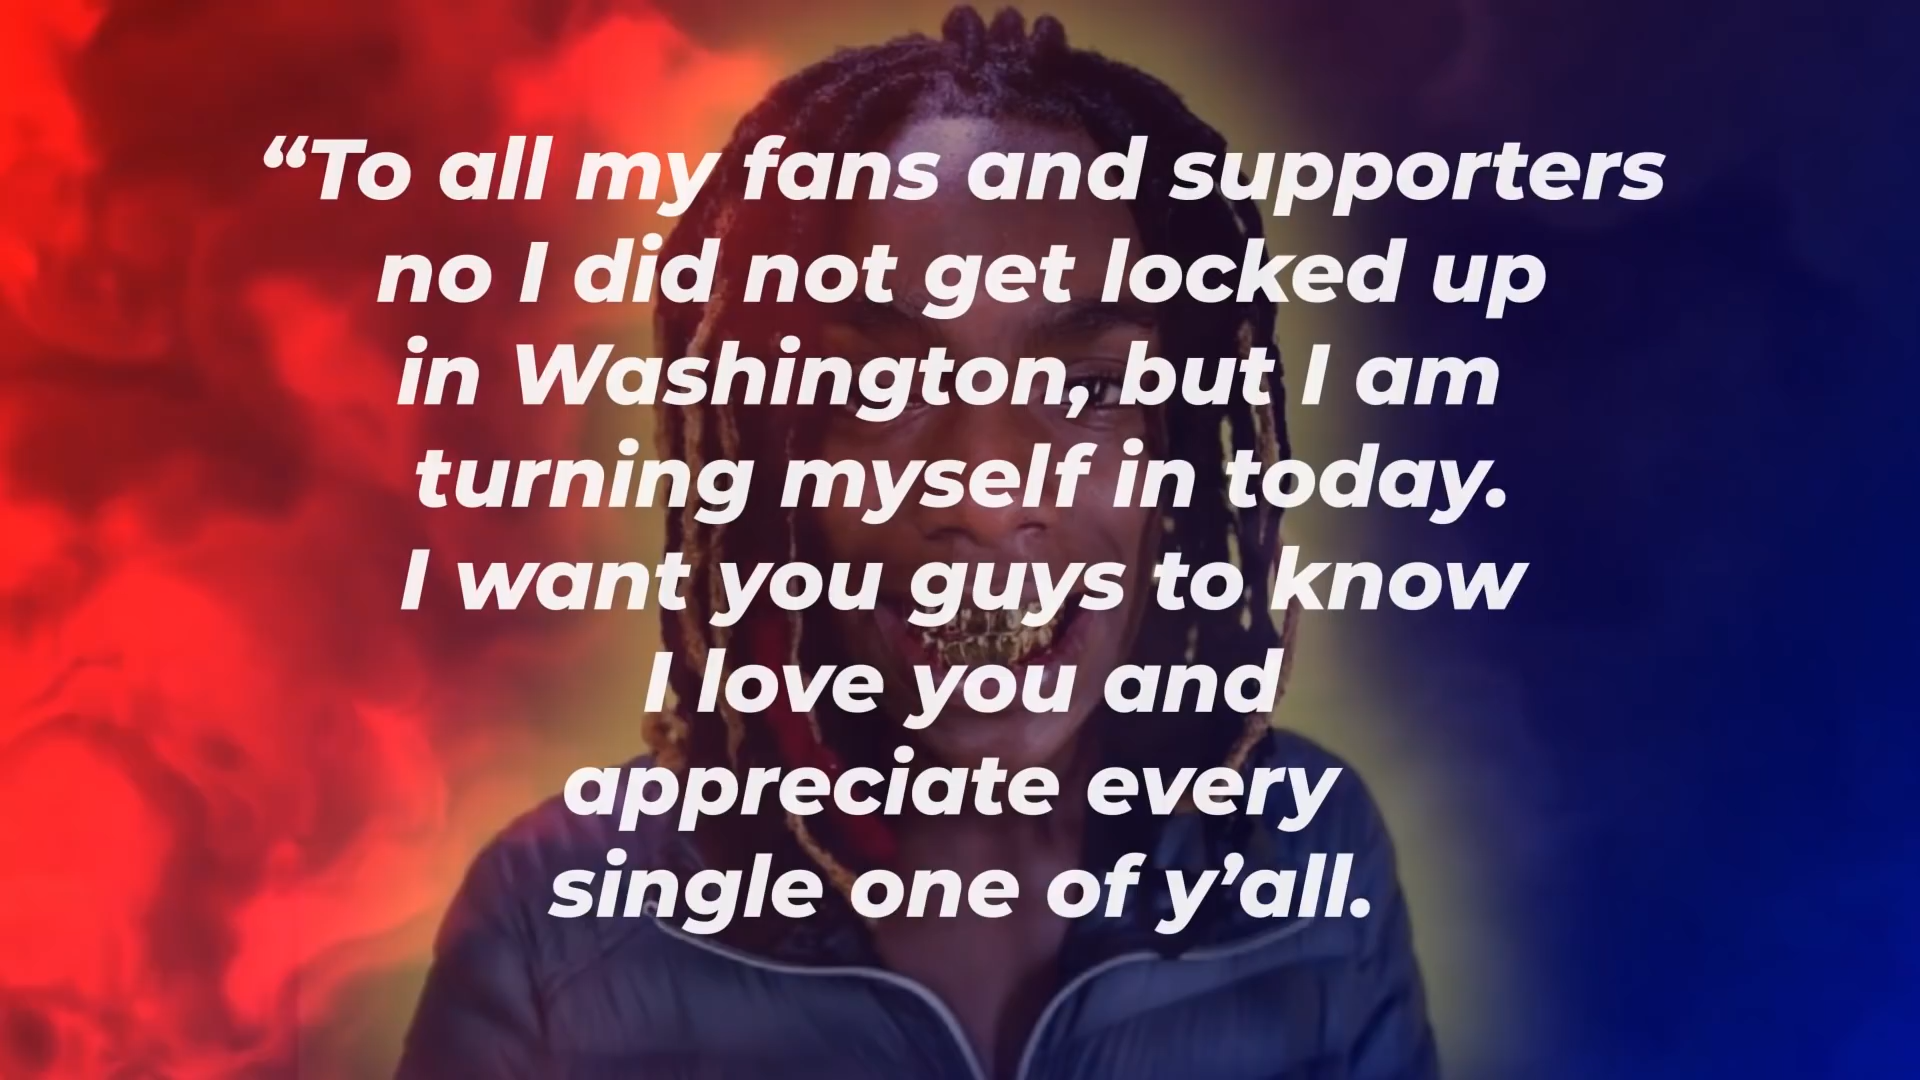 “To all my fans and supporters
no I did not get locked up
in Washington, but I am
turning myself in today.
I want you guys to know
I love you and
appreciate every
single one of y’all.